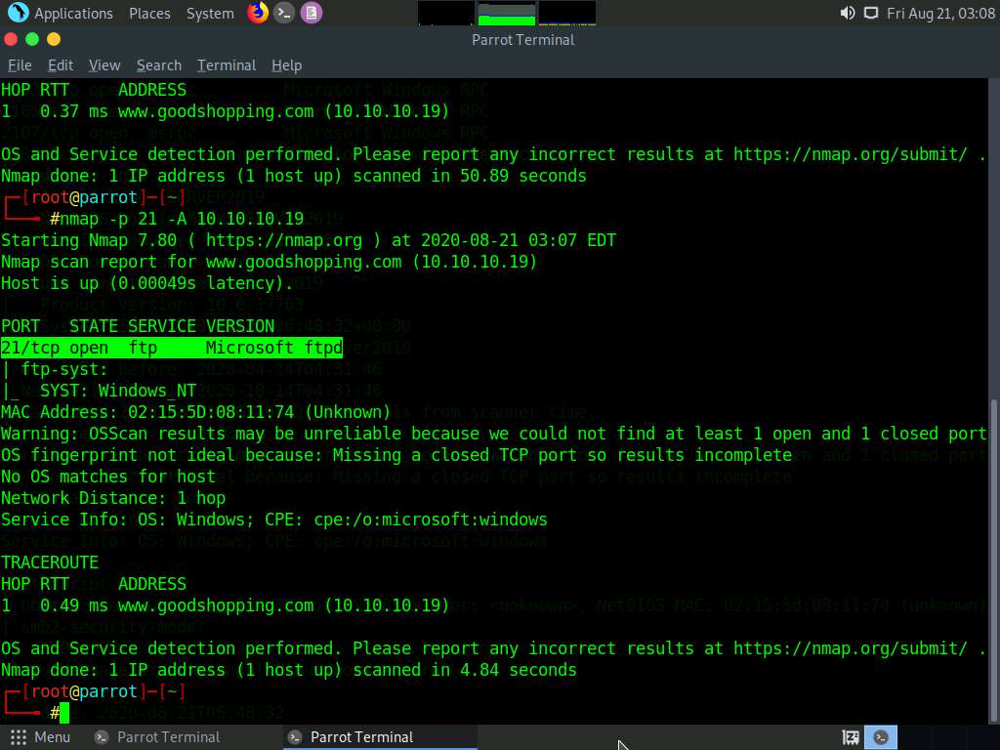 Applications Places System Fri Aug 21, 03:08
Parrot Terminal
File Edit View Search Terminal Help
HOP RTT ADDRESS
1 0.37 ms www.goodshopping.com (10.10.10.19)
OS and Service detection performed. Please report any incorrect results at https://nmap.org/submit/ .
Nmap done: 1 IP address (1 host up) scanned in 50.89 seconds
┌─[root@parrot]─[~]
└──╼ #nmap -p 21 -A 10.10.10.19
Starting Nmap 7.80 ( https://nmap.org ) at 2020-08-21 03:07 EDT
Nmap scan report for www.goodshopping.com (10.10.10.19)
Host is up (0.00049s latency).
PORT STATE SERVICE VERSION
21/tcp open ftp Microsoft ftpd
| ftp-syst:
|_ SYST: Windows_NT
MAC Address: 02:15:5D:08:11:74 (Unknown)
Warning: OSScan results may be unreliable because we could not find at least 1 open and 1 closed port
OS fingerprint not ideal because: Missing a closed TCP port so results incomplete
No OS matches for host
Network Distance: 1 hop
Service Info: OS: Windows; CPE: cpe:/o:microsoft:windows
TRACEROUTE
HOP RTT ADDRESS
1 0.49 ms www.goodshopping.com (10.10.10.19)
OS and Service detection performed. Please report any incorrect results at https://nmap.org/submit/ .
Nmap done: 1 IP address (1 host up) scanned in 4.84 seconds
┌─[root@parrot]─[~]
└──╼ #
Menu Parrot Terminal Parrot Terminal